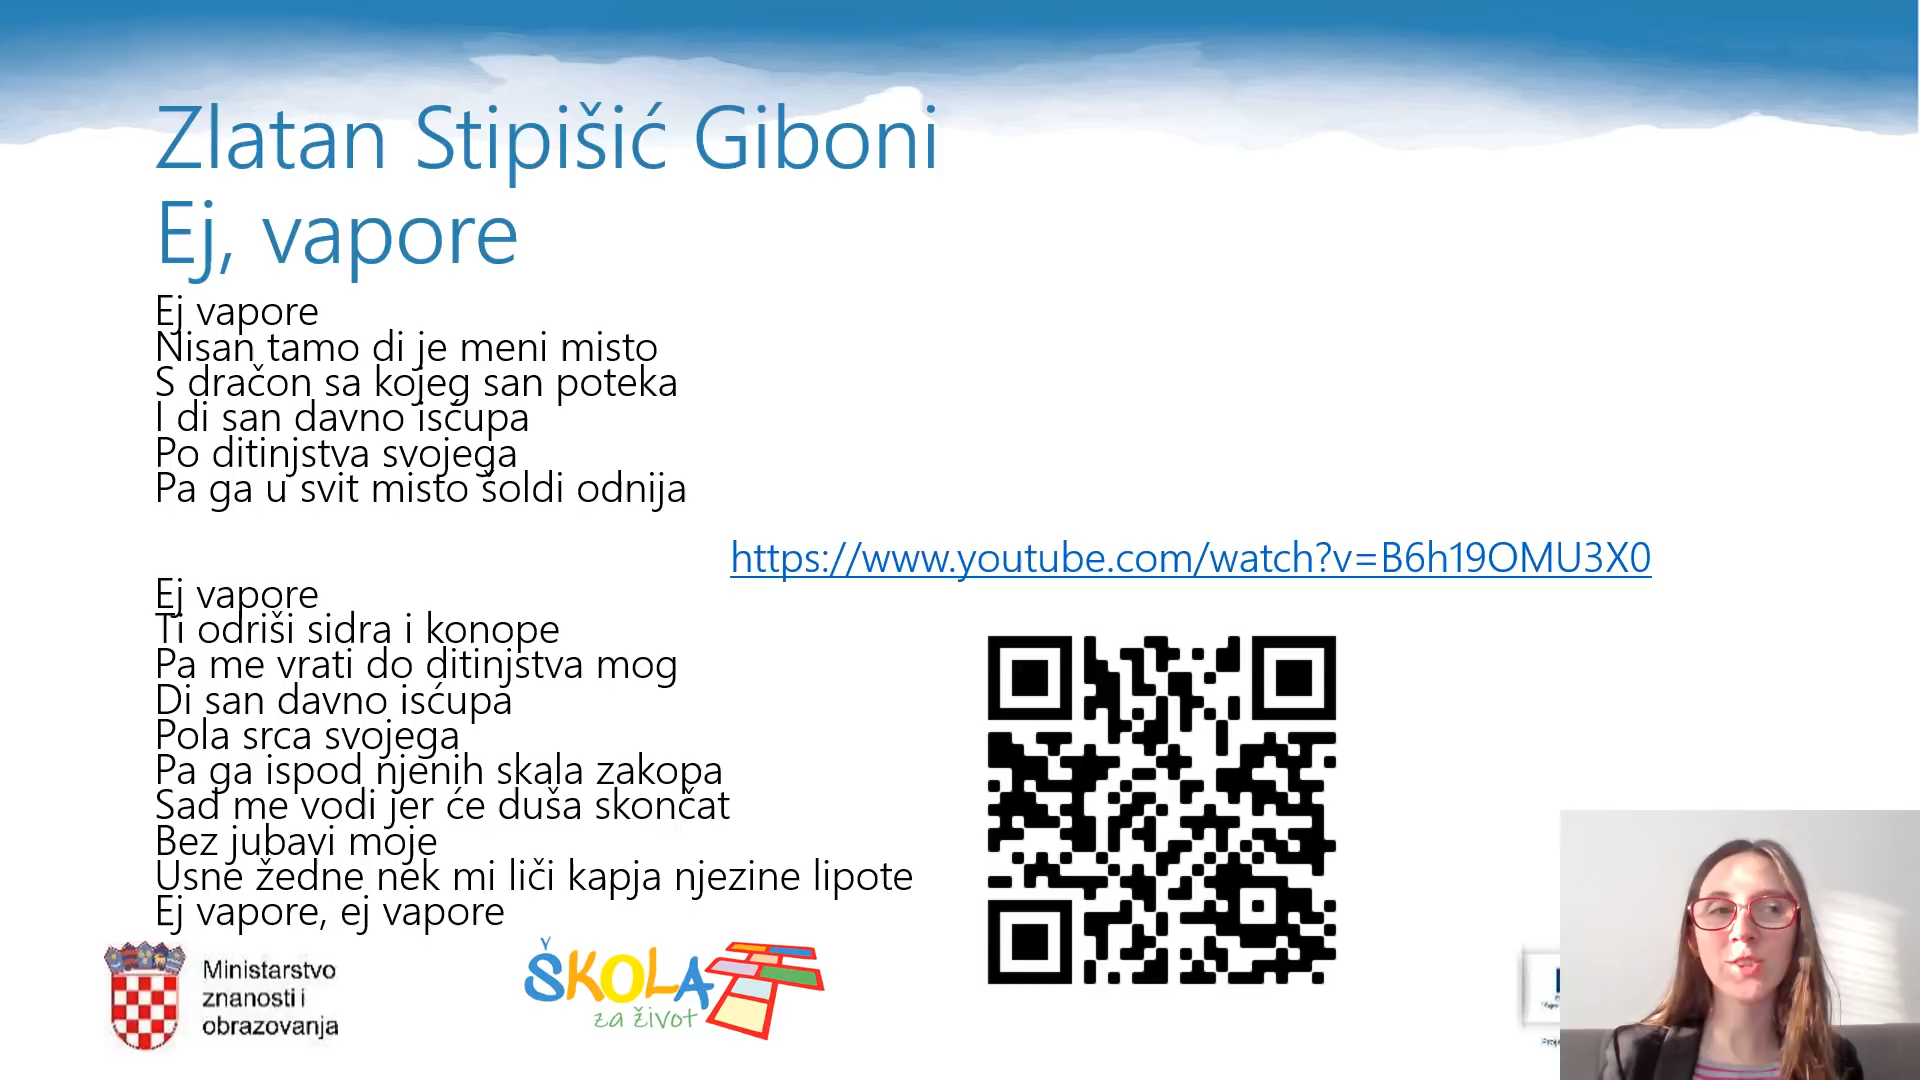 Zlatan Stipišić Giboni
Ej, vapore
Ej vapore
Nisan tamo di je meni misto
S dračon sa kojeg san poteka
I di san davno isćupa
Po ditinjstva svojega
Pa ga u svit misto šoldi odnija
https://www.youtube.com/watch?v=B6h19OMU3X0
Ej vapore
Ti odriši sidra i konope
Pa me vrati do ditinjstva mog
Di san davno isćupa
Pola srca svojega
Pa ga ispod njenih skala zakopa
Sad me vodi jer će duša skončat
Bez jubavi moje
Usne žedne nek mi liči kapja njezine lipote
Ej vapore, ej vapore
Ministarstvo
znanosti i
obrazovanja
ŠKOLA
za život